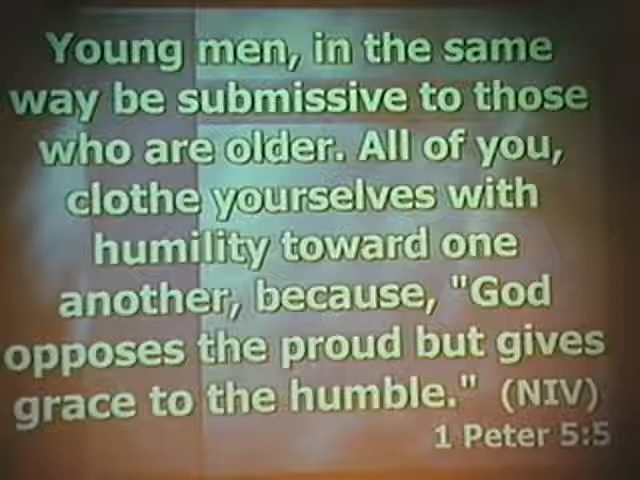 Young men, in the same
way be submissive to those
who are older. All of you,
clothe yourselves with
humility toward one
another, because, "God
opposes the proud but gives
grace to the humble." (NIV)
1 Peter 5:5